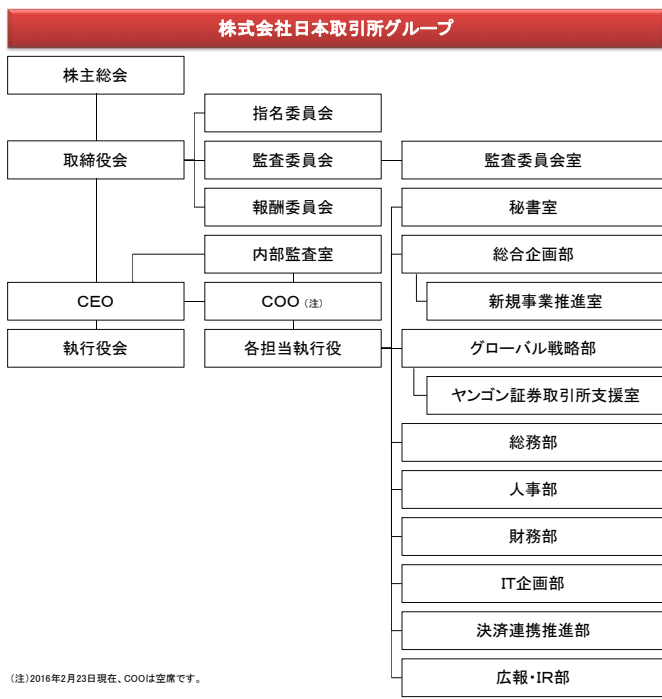 株式会社日本取引所グループ
株主総会
指名委員会
取締役会
監査委員会
監査委員会室
報酬委員会
秘書室
内部監査室
総合企画部
CEO
COO (注)
新規事業推進室
執行役会
各担当執行役
グローバル戦略部
ヤンゴン証券取引所支援室
総務部
人事部
財務部
IT企画部
決済連携推進部
広報・IR部
(注)2016年2月23日現在、COOは空席です。